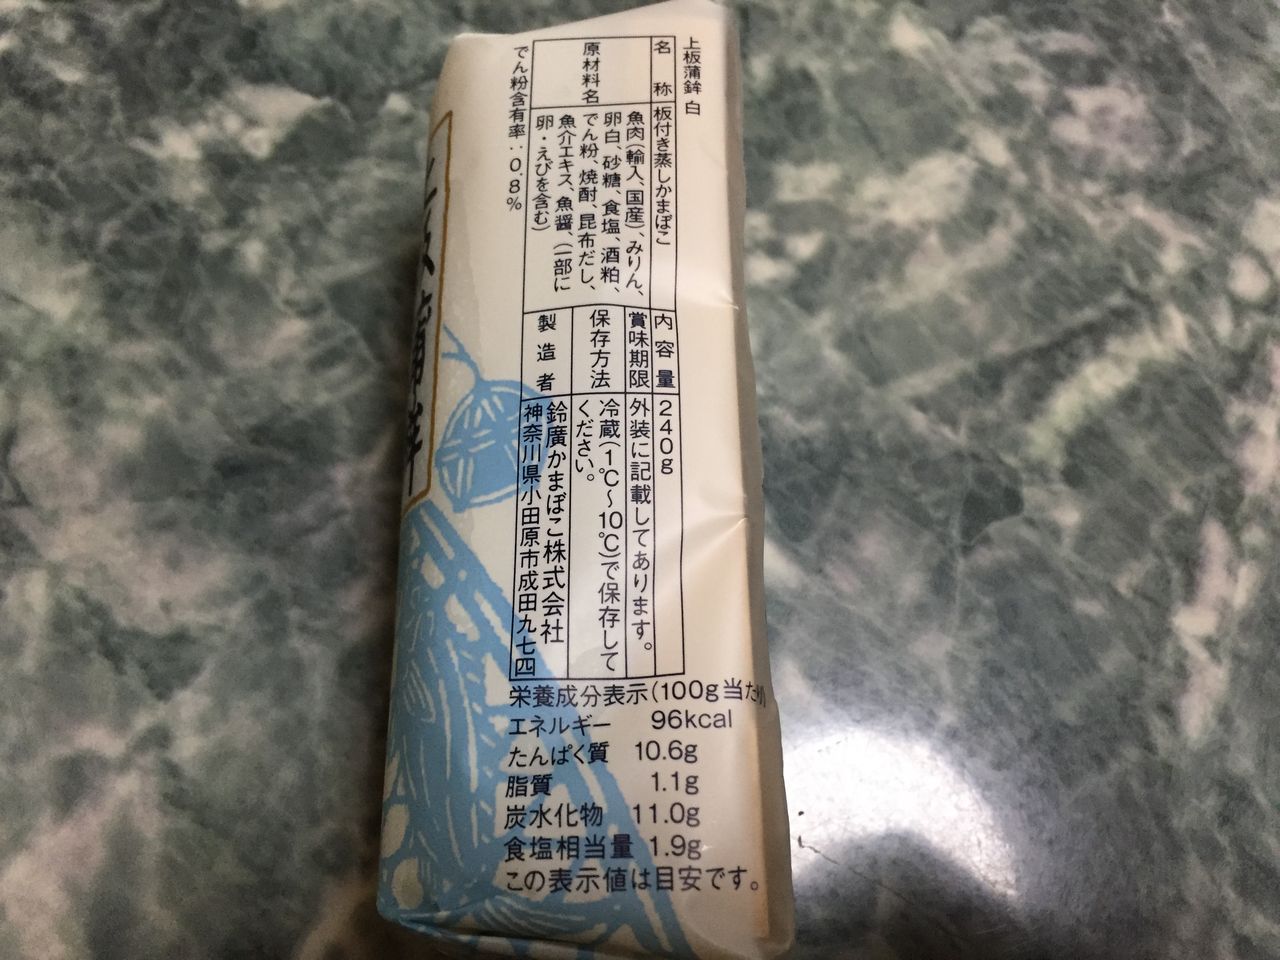 上板蒲鉾 白
名称 板付き蒸しかまぼこ
原材料名 魚肉(輸入、国産)、みりん、
卵白、砂糖、食塩、酒粕、
でん粉、焼酎、昆布だし、
魚介エキス、魚醤、(一部に
卵・えびを含む)
でん粉含有率:0.8%
内容量 240g
賞味期限 外装に記載してあります。
保存方法 冷蔵(1℃~10℃)で保存して
ください。
製造者 鈴廣かまぼこ株式会社
神奈川県小田原市成田九七四
栄養成分表示(100g当たり)
エネルギー 96kcal
たんぱく質 10.6g
脂質 1.1g
炭水化物 11.0g
食塩相当量 1.9g
この表示値は目安です。
上板蒲鉾